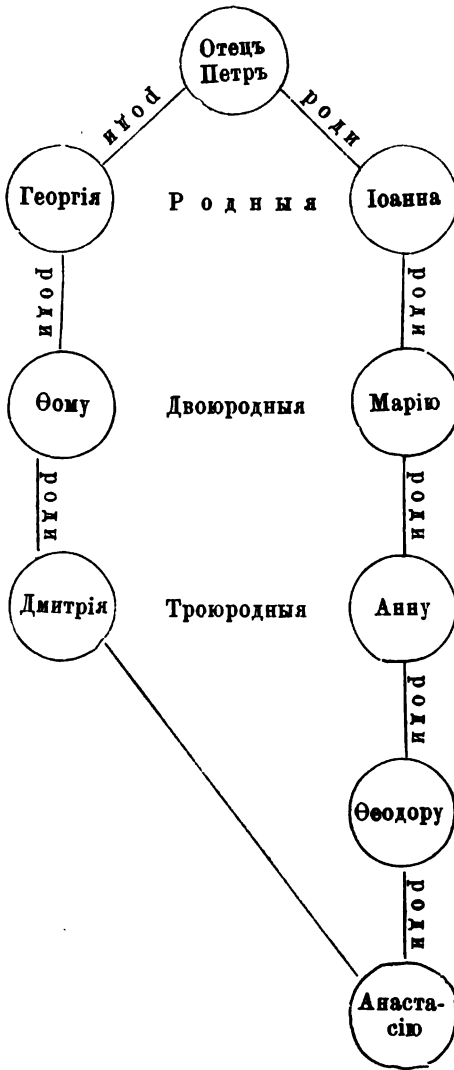 Отецъ
Петръ
роди
роди
Георгія
Родныя
Іоанна
роди
роди
Ѳому
Двоюродныя
Марію
роди
роди
Дмитрія
Троюродныя
Анну
роди
Ѳеодору
роди
Анаста-
сію